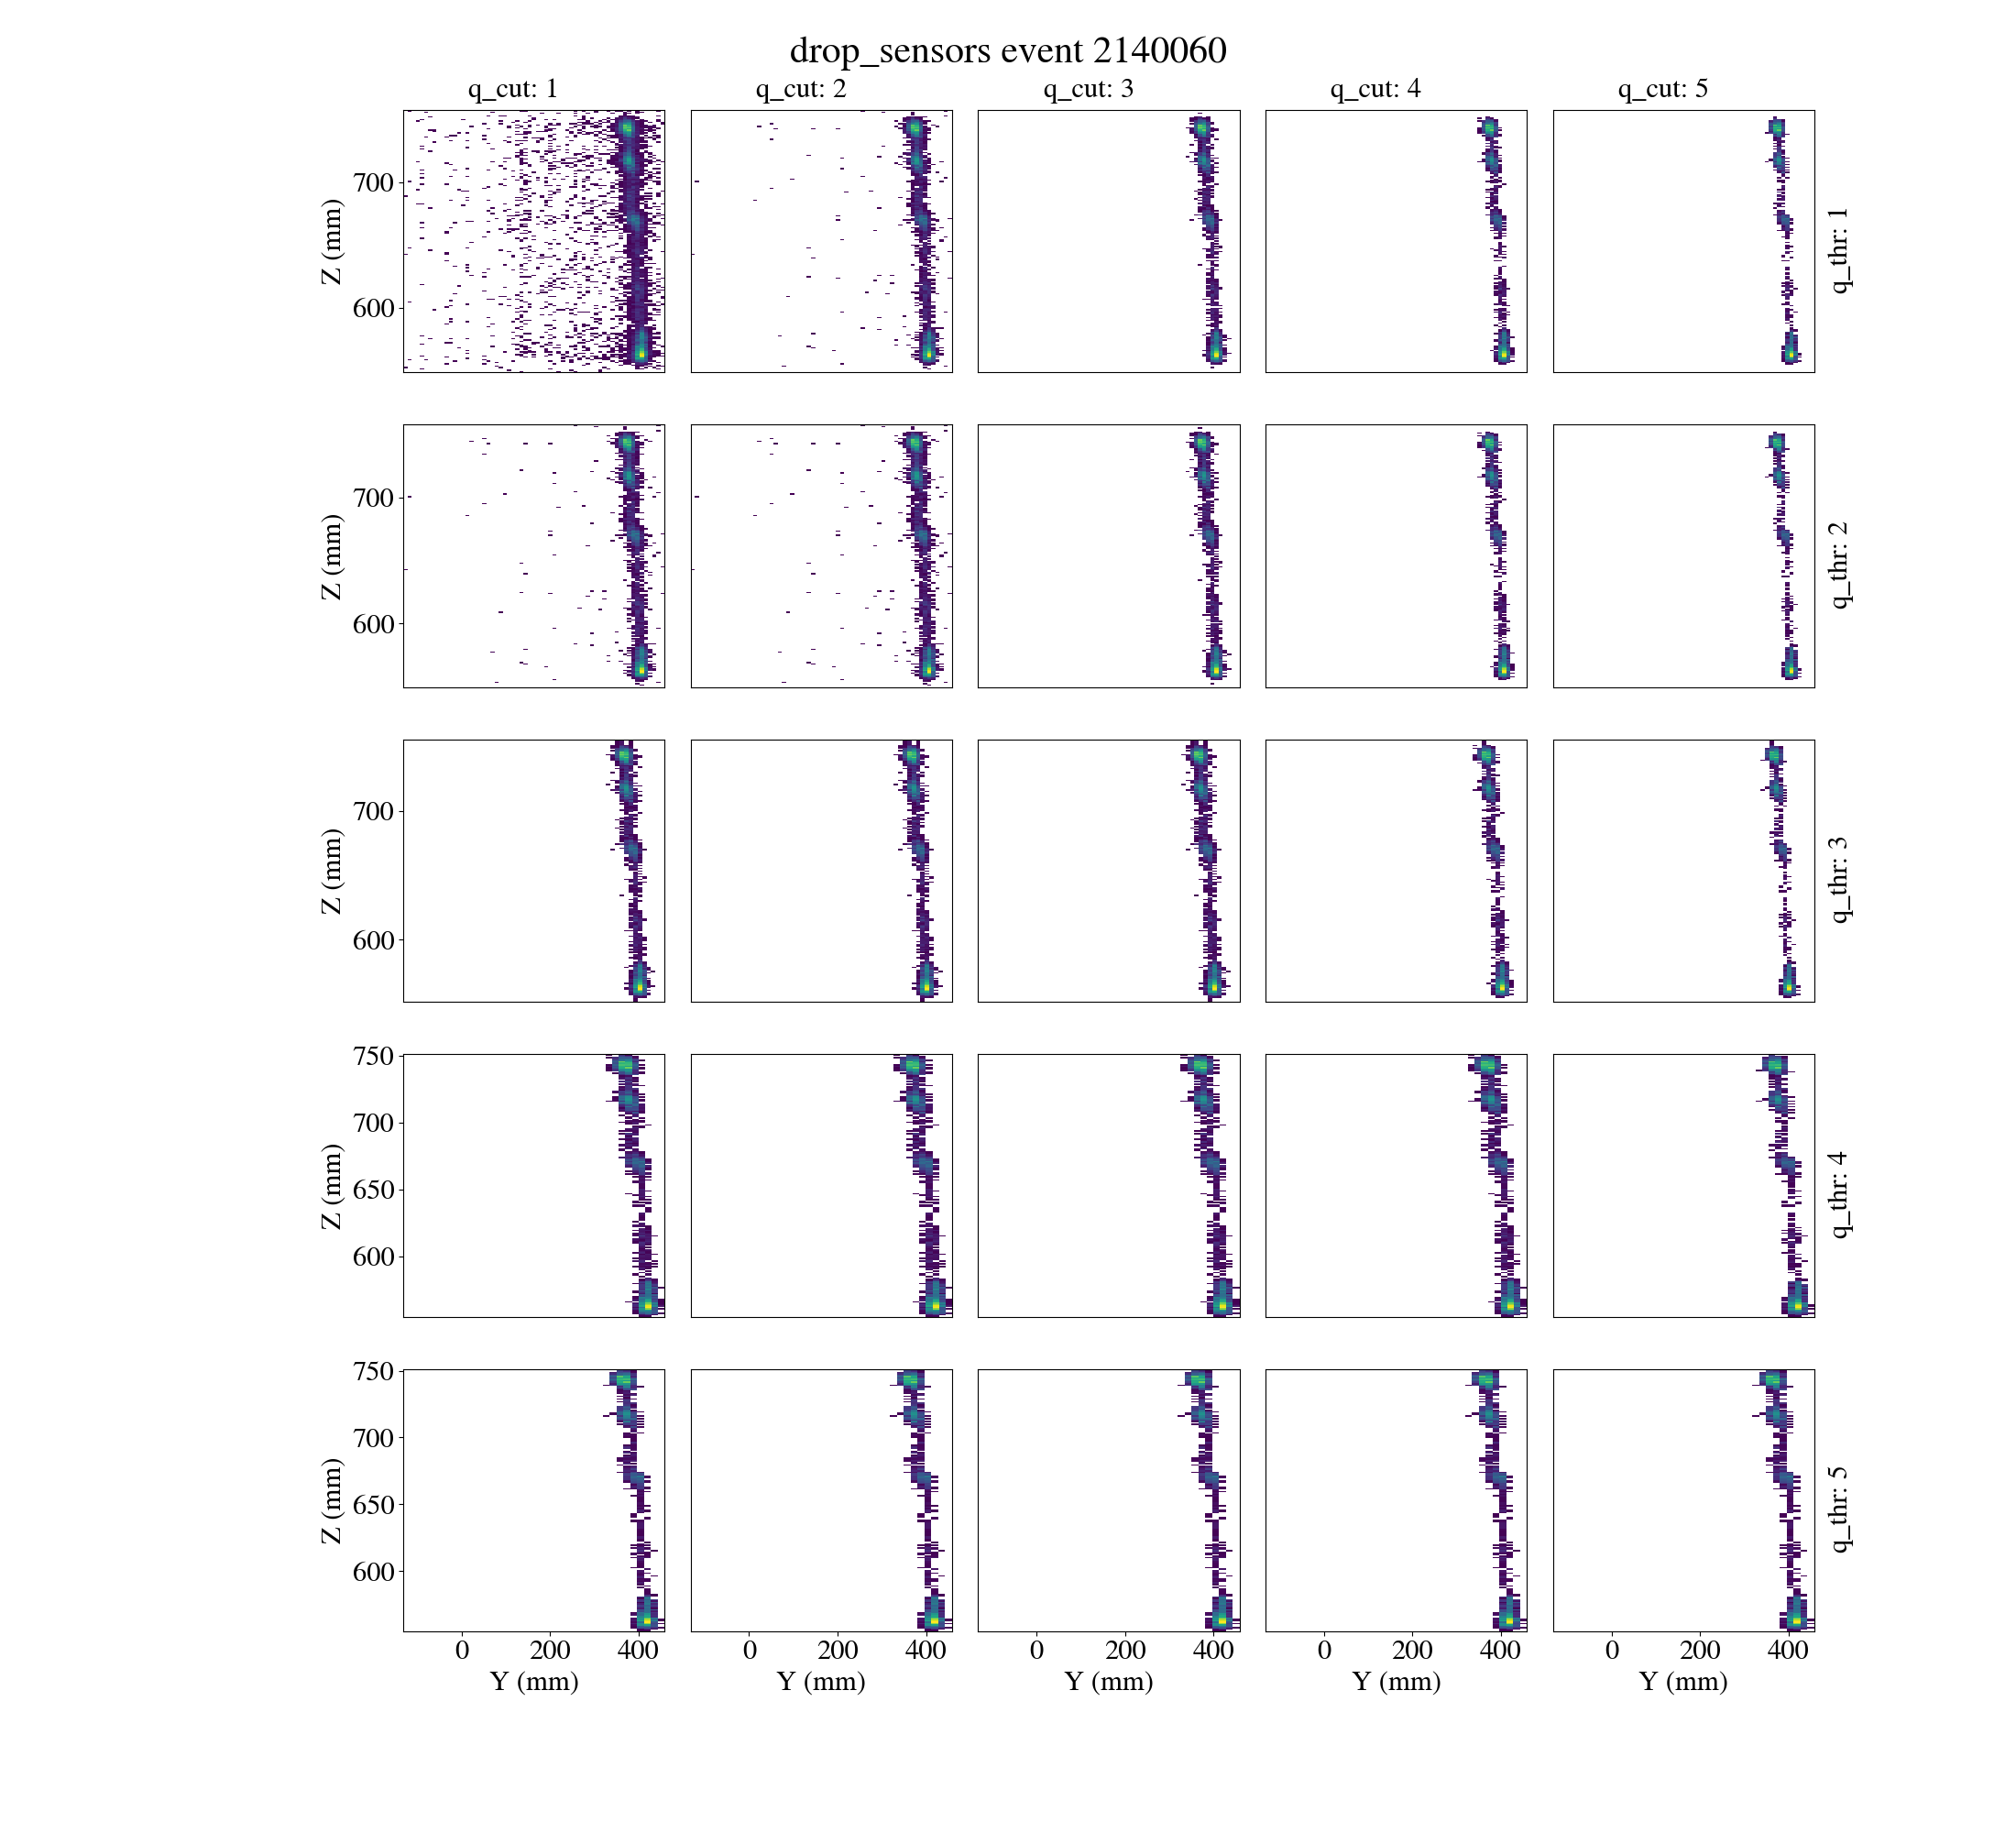 drop_sensors event 2140060
q_cut: 1 q_cut: 2 q_cut: 3 q_cut: 4 q_cut: 5
700
600
Z (mm)
q_thr: 1
700
600
Z (mm)
q_thr: 2
700
600
Z (mm)
q_thr: 3
750
700
650
600
Z (mm)
q_thr: 4
750
700
650
600
Z (mm)
q_thr: 5
0 200 400 0 200 400 0 200 400 0 200 400 0 200 400
Y (mm) Y (mm) Y (mm) Y (mm) Y (mm)